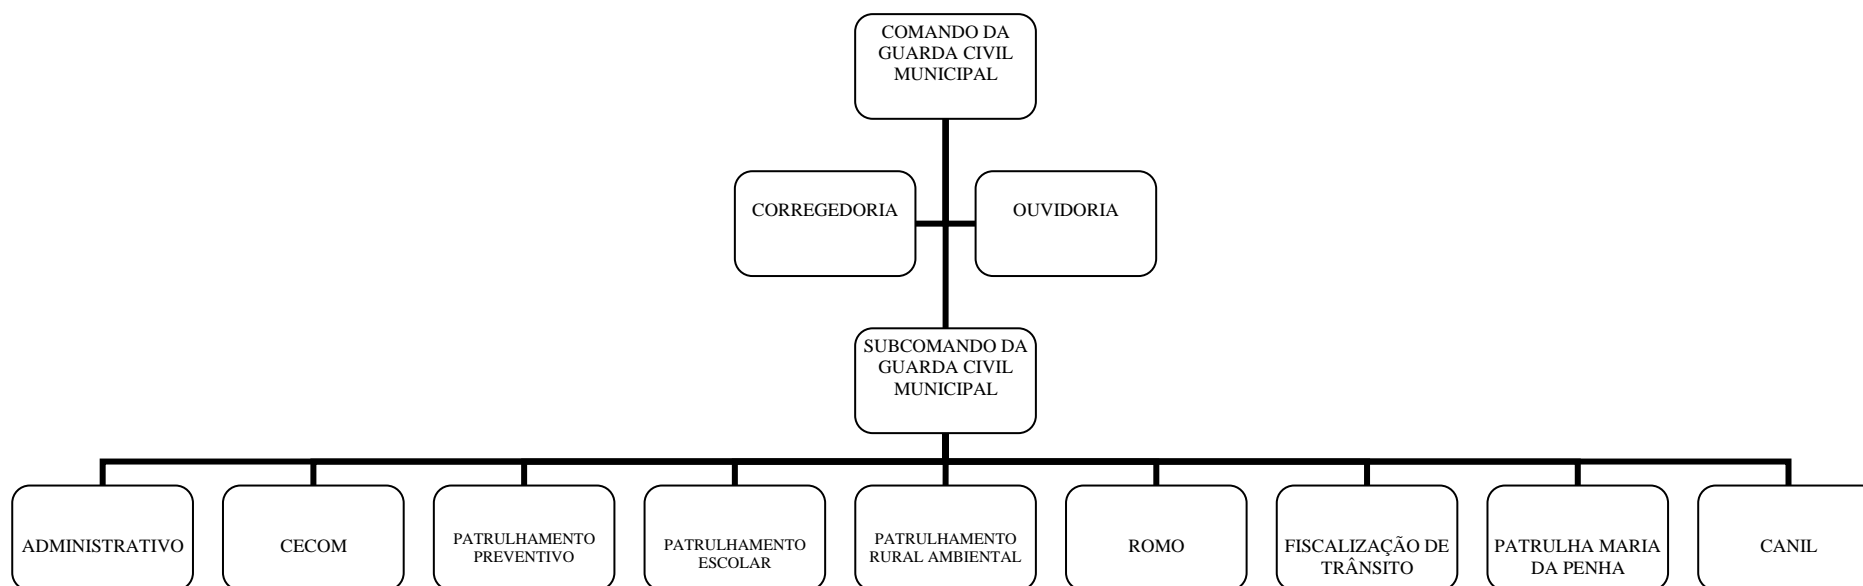 COMANDO DA
GUARDA CIVIL
MUNICIPAL
CORREGEDORIA
OUVIDORIA
SUBCOMANDO DA
GUARDA CIVIL
MUNICIPAL
ADMINISTRATIVO
CECOM
PATRULHAMENTO
PREVENTIVO
PATRULHAMENTO
ESCOLAR
PATRULHAMENTO
RURAL AMBIENTAL
ROMO
FISCALIZAÇÃO DE
TRÂNSITO
PATRULHA MARIA
DA PENHA
CANIL